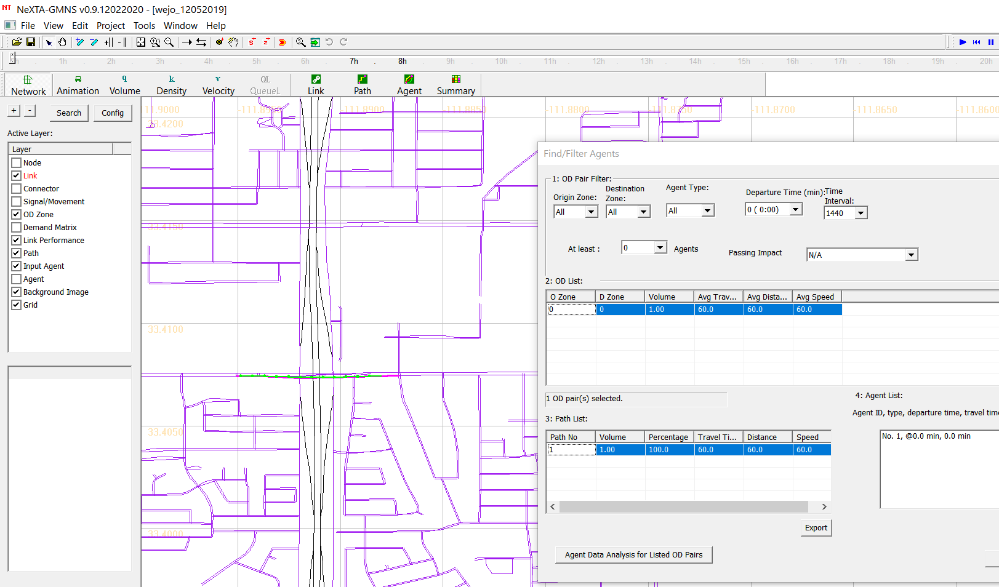 NeXTA-GMNS v0.9.12022020 - [wejo_12052019]
File View Edit Project Tools Window Help
1h 2h 3h 4h 5h 6h 7h 8h 9h 10h 11h 12h 13h 14h 15h 16h 17h 18h 19h 20h
Network Animation Volume Density Velocity QueueL Link Path Agent Summary
+ - Search Config
Active Layer:
Layer
Node
Link
Connector
Signal/Movement
OD Zone
Demand Matrix
Link Performance
Path
Input Agent
Agent
Background Image
Grid
111.9000 -111.8900 -111.8850 -111.8800 -111.8700 -111.8650 -111.8600
33.4200
33.4150
33.4100
33.4050
33.4000
Find/Filter Agents
1: OD Pair Filter:
Origin Zone: Destination Zone: Agent Type: Departure Time (min): Time Interval:
All All All 0 ( 0:00) 1440
At least : 0 Agents Passing Impact N/A
2: OD List:
O Zone D Zone Volume Avg Trav... Avg Dista... Avg Speed
0 0 1.00 60.0 60.0 60.0
1 OD pair(s) selected.
4: Agent List:
Agent ID, type, departure time, travel time
3: Path List:
Path No Volume Percentage Travel Ti... Distance Speed
1 1.00 100.0 60.0 60.0 60.0
No. 1, @0.0 min, 0.0 min
Export
Agent Data Analysis for Listed OD Pairs